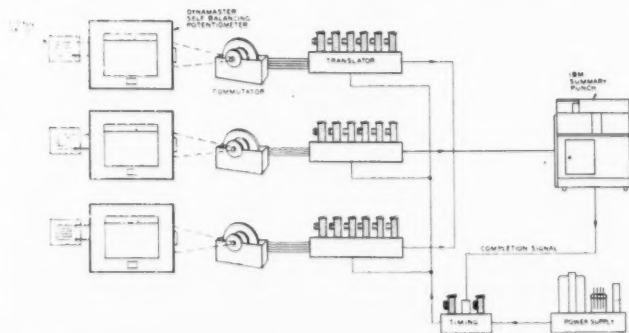 DYNAMASTER
SELF BALANCING
POTENTIOMETER
TRANSLATOR
COMMUTATOR
IBM
SUMMARY
PUNCH
COMPLETION SIGNAL
TIMING
POWER SUPPLY